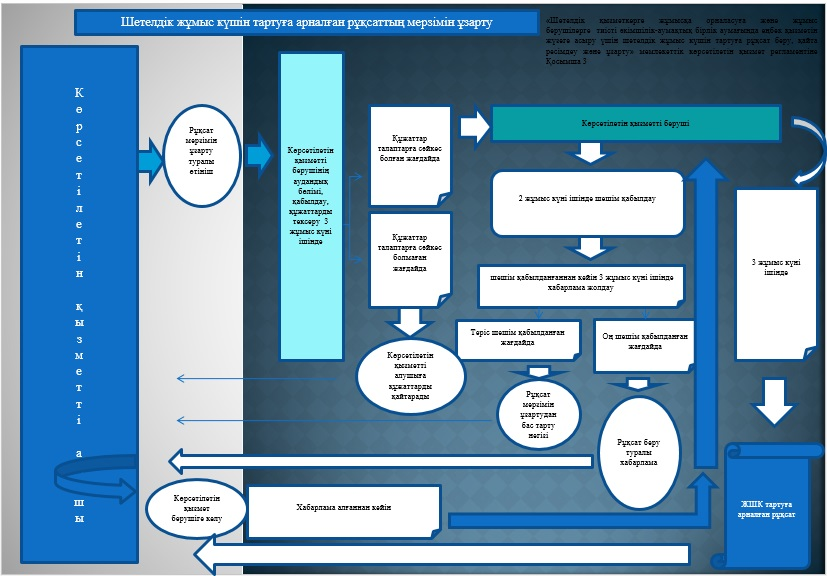 Шетелдік жұмыс күшін тартуға арналған рұқсаттың мерзімін ұзарту
«Шетелдік қызметкерге жұмысқа орналасуға және жұмыс
берушілерге тиісті әкімшілік-аумақтық бірлік аумағында еңбек қызметін
жүзеге асыру үшін шетелдік жұмыс күшін тартуға рұқсат беру, қайта
ресімдеу және ұзарту» мемлекеттік көрсетілетін қызмет регламентіне
Қосымша 3
Көрсетілетін қызметті алушы
Рұқсат
мерзімін
ұзарту
туралы
өтініш
Көрсетілетін
қызметті
берушінің
аудандық
бөлімі,
қабылдау,
құжаттарды
тексеру 3
жұмыс күні
ішінде
Құжаттар
талаптарға сәйкес
болған жағдайда
Құжаттар
талаптарға сәйкес
болмаған
жағдайда
Көрсетілетін
қызметті
алушыға
құжаттарды
қайтарады
Көрсетілетін қызметті беруші
2 жұмыс күні ішінде шешім қабылдау
шешім қабылданғаннан кейін 3 жұмыс күні ішінде
хабарлама жолдау
Теріс шешім қабылданған
жағдайда
Оң шешім қабылданған
жағдайда
Рұқсат
мерзімін
ұзартудан
бас тарту
негізі
Рұқсат беру
туралы
хабарлама
3 жұмыс күні
ішінде
ЖШК тартуға
арналған рұқсат
Көрсетілетін
қызмет
берушіге келу
Хабарлама алғаннан кейін